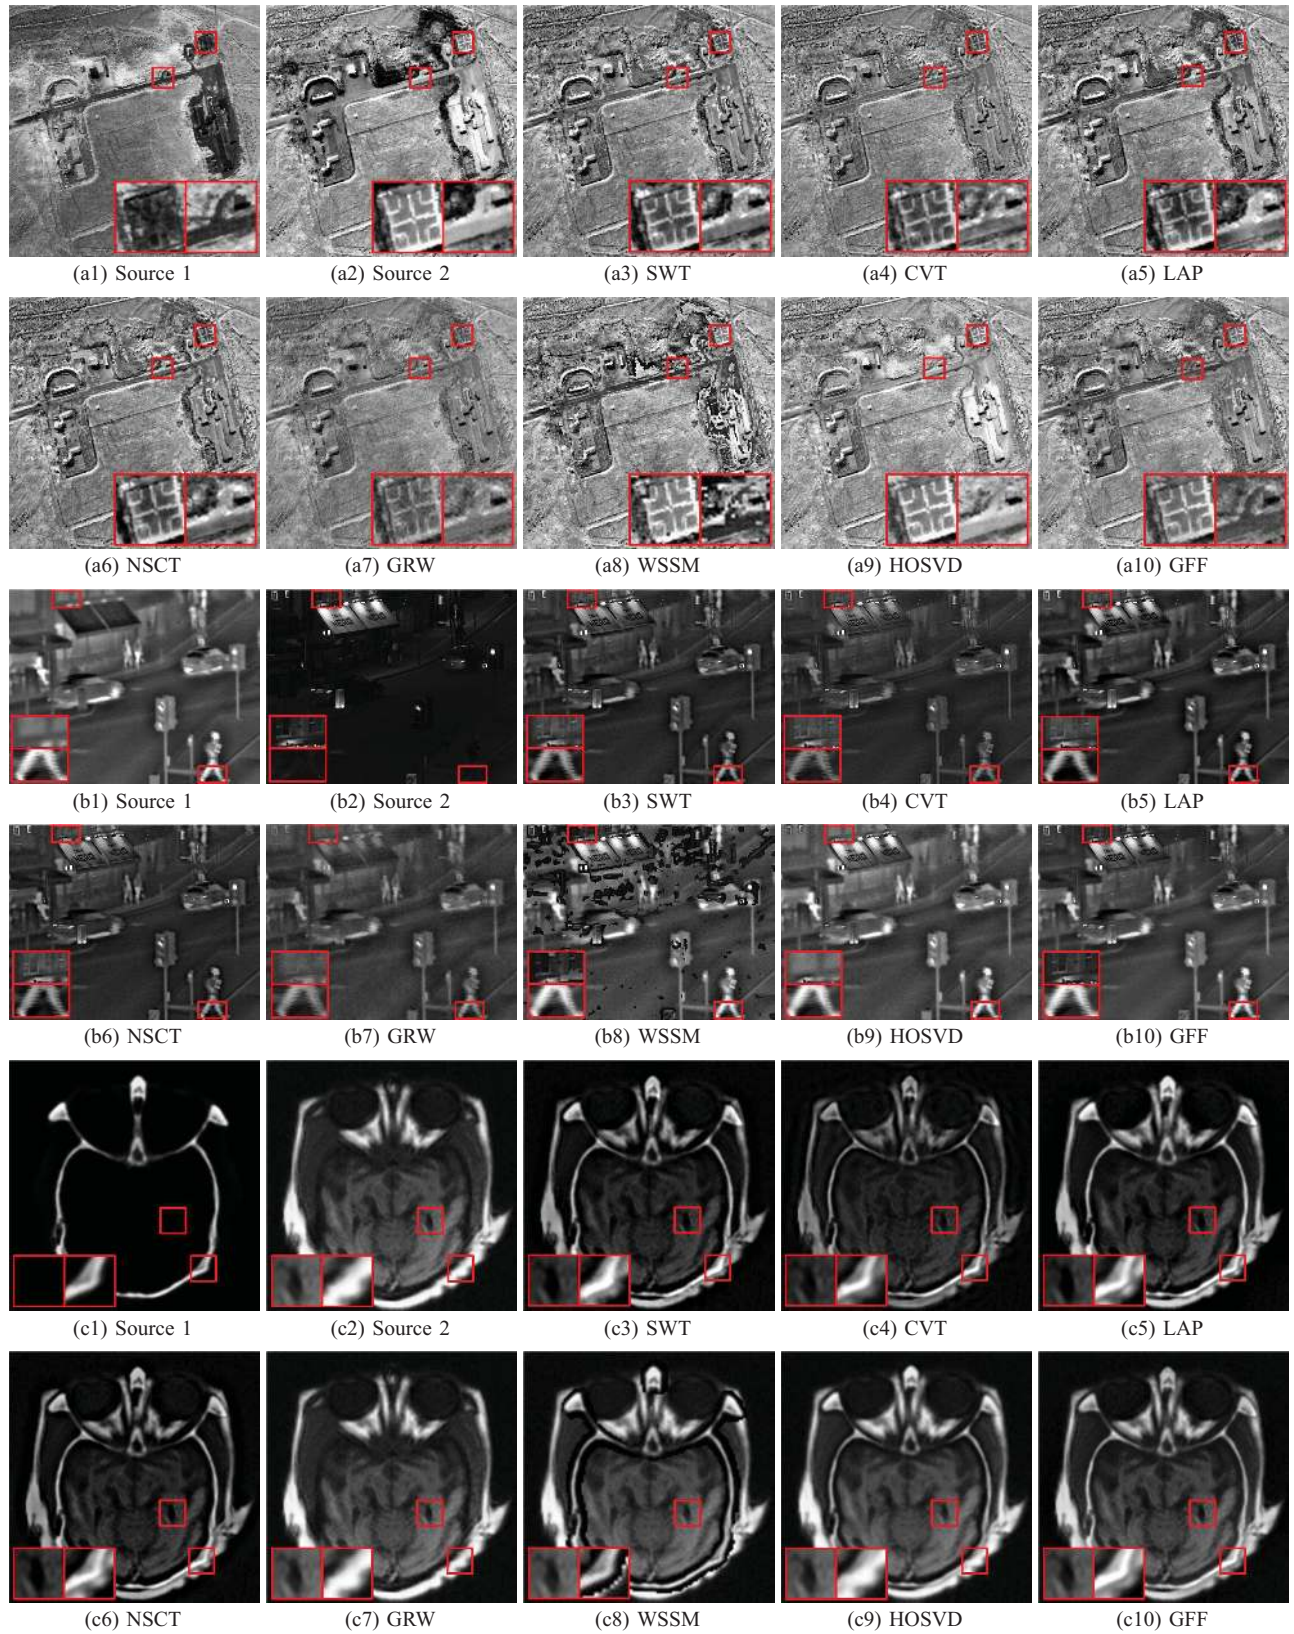 (a1) Source 1 (a2) Source 2 (a3) SWT (a4) CVT (a5) LAP
(a6) NSCT (a7) GRW (a8) WSSM (a9) HOSVD (a10) GFF
(b1) Source 1 (b2) Source 2 (b3) SWT (b4) CVT (b5) LAP
(b6) NSCT (b7) GRW (b8) WSSM (b9) HOSVD (b10) GFF
(c1) Source 1 (c2) Source 2 (c3) SWT (c4) CVT (c5) LAP
(c6) NSCT (c7) GRW (c8) WSSM (c9) HOSVD (c10) GFF